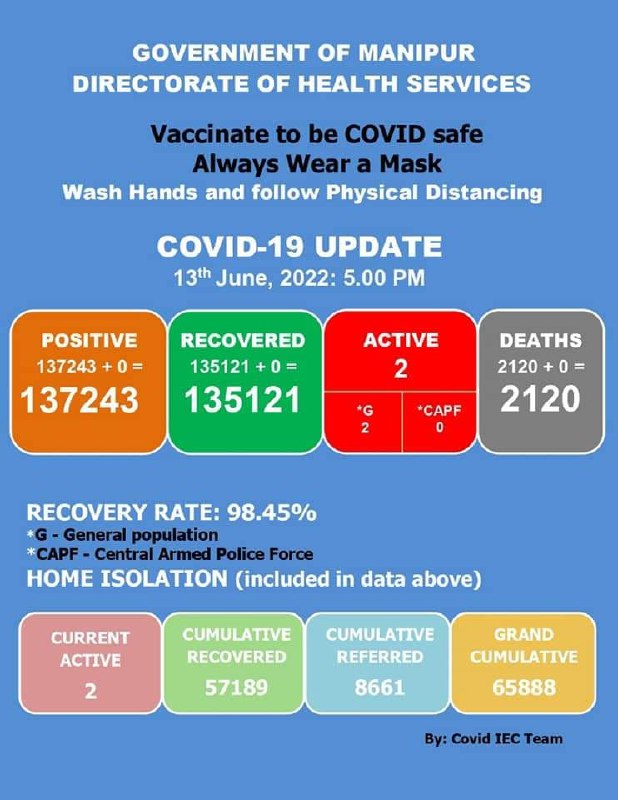 GOVERNMENT OF MANIPUR
DIRECTORATE OF HEALTH SERVICES
Vaccinate to be COVID safe
Always Wear a Mask
Wash Hands and follow Physical Distancing
COVID-19 UPDATE
13th June, 2022: 5.00 PM
POSITIVE
137243 + 0 =
137243
RECOVERED
135121 + 0 =
135121
ACTIVE
2
*G
2
*CAPF
0
DEATHS
2120 + 0 =
2120
RECOVERY RATE: 98.45%
*G - General population
*CAPF - Central Armed Police Force
HOME ISOLATION (included in data above)
CURRENT
ACTIVE
2
CUMULATIVE
RECOVERED
57189
CUMULATIVE
REFERRED
8661
GRAND
CUMULATIVE
65888
By: Covid IEC Team